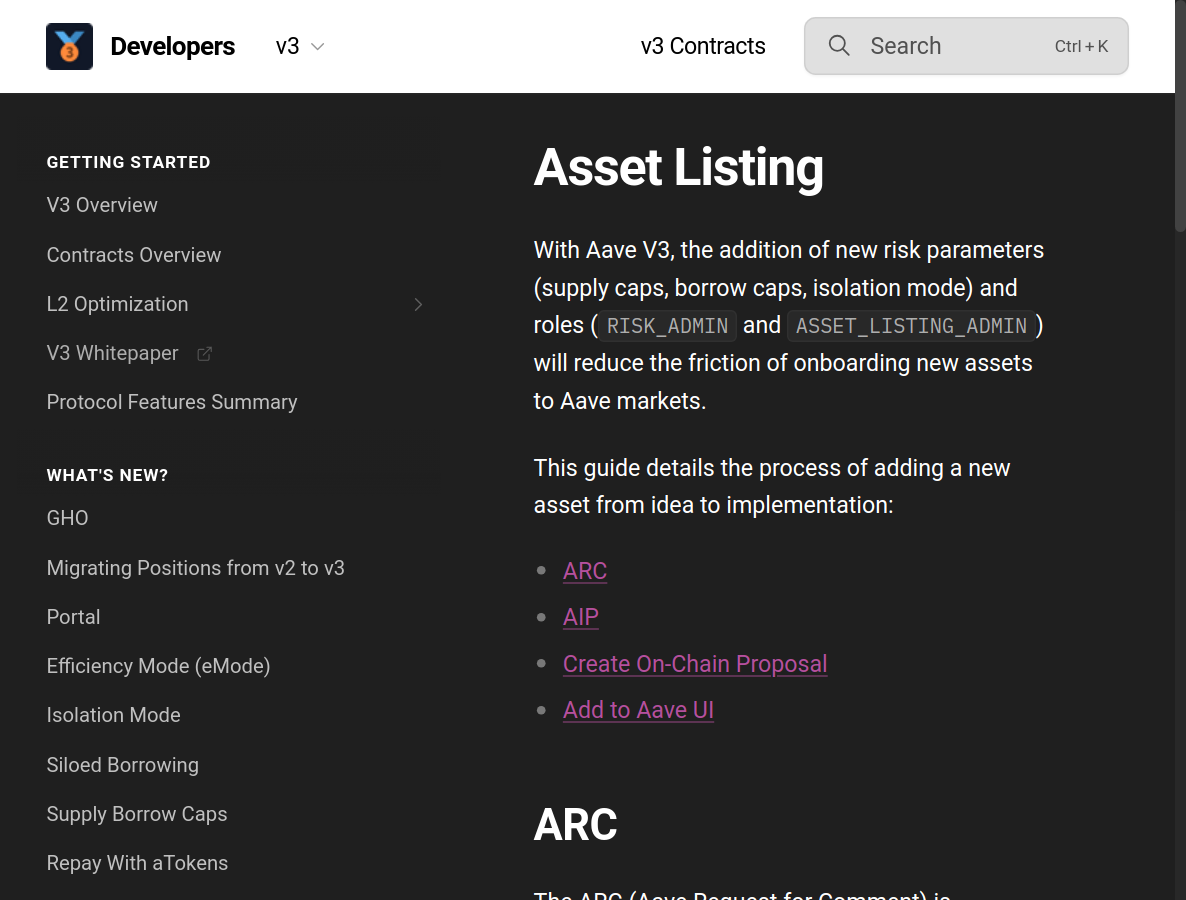 Developers
v3
v3 Contracts
Search
Ctrl + K
GETTING STARTED
V3 Overview
Contracts Overview
L2 Optimization
V3 Whitepaper
Protocol Features Summary
WHAT'S NEW?
GHO
Migrating Positions from v2 to v3
Portal
Efficiency Mode (eMode)
Isolation Mode
Siloed Borrowing
Supply Borrow Caps
Repay With aTokens
Asset Listing
With Aave V3, the addition of new risk parameters
(supply caps, borrow caps, isolation mode) and
roles ( RISK_ADMIN and ASSET_LISTING_ADMIN )
will reduce the friction of onboarding new assets
to Aave markets.
This guide details the process of adding a new
asset from idea to implementation:
ARC
AIP
Create On-Chain Proposal
Add to Aave UI
ARC
The ARC (Aave Request for Comment) is